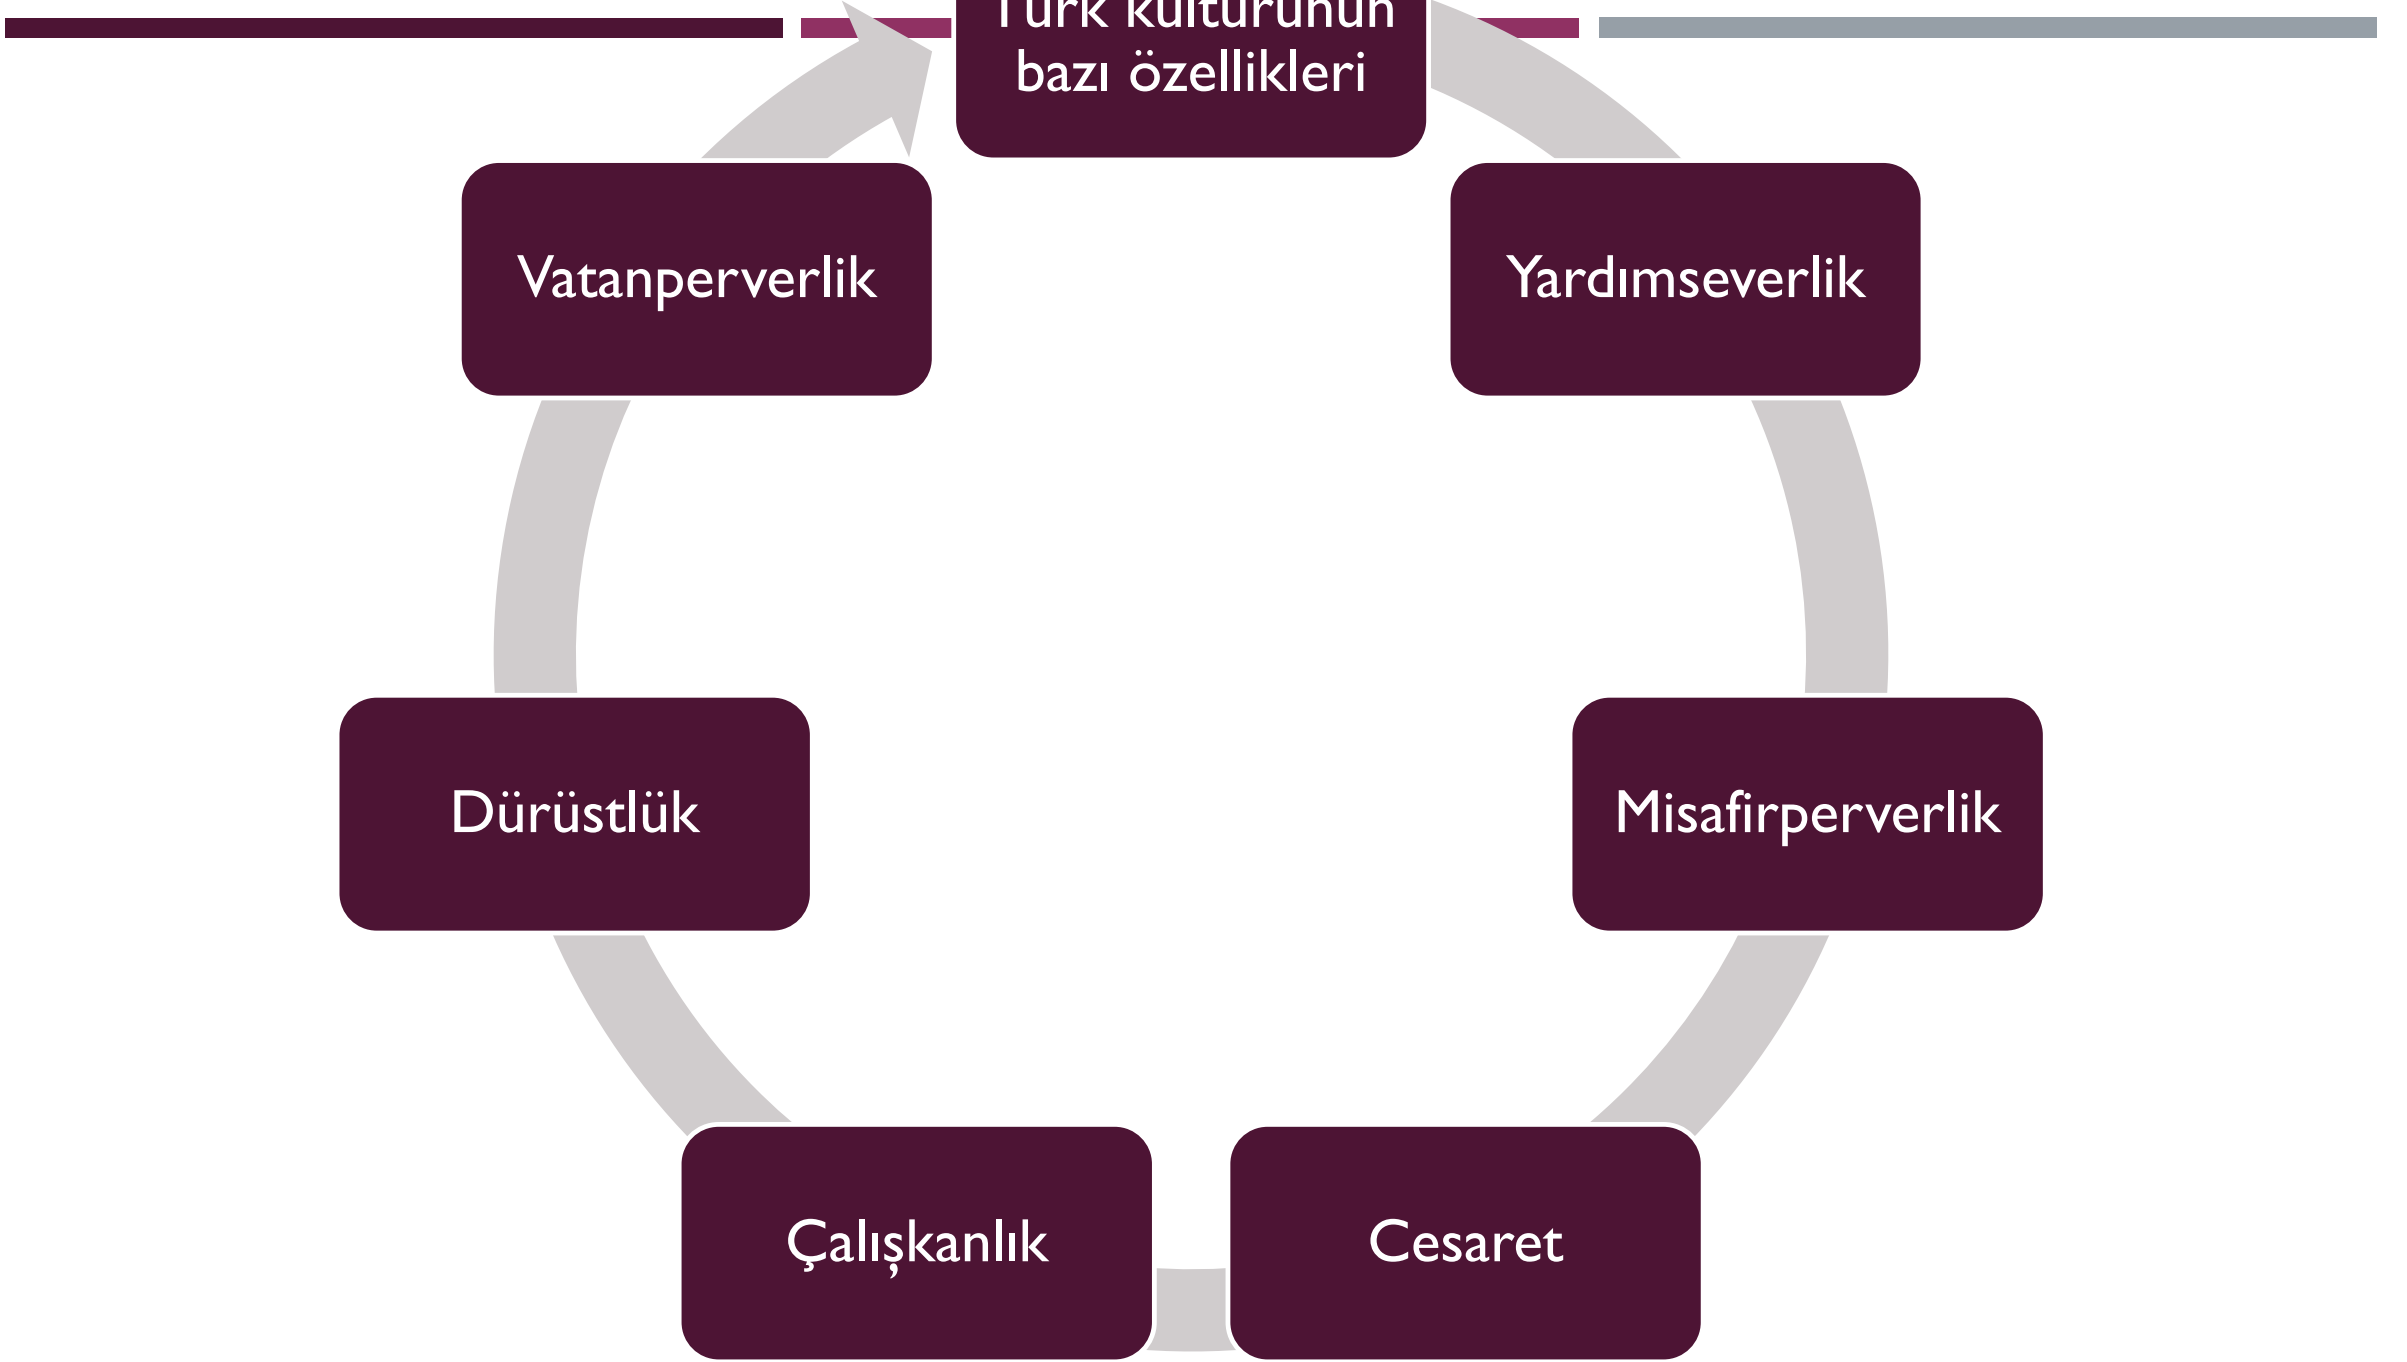 Türk kültürünün
bazı özellikleri
Yardımseverlik
Misafirperverlik
Cesaret
Çalışkanlık
Dürüstlük
Vatanperverlik